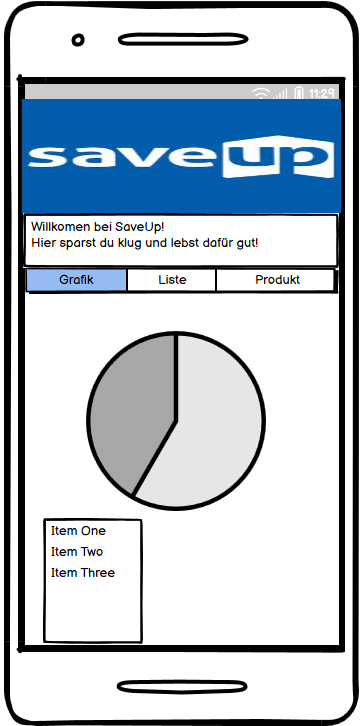 11:29
saveup
Willkomen bei SaveUp!
Hier sparst du klug und lebst dafür gut!
Grafik
Liste
Produkt
Item One
Item Two
Item Three